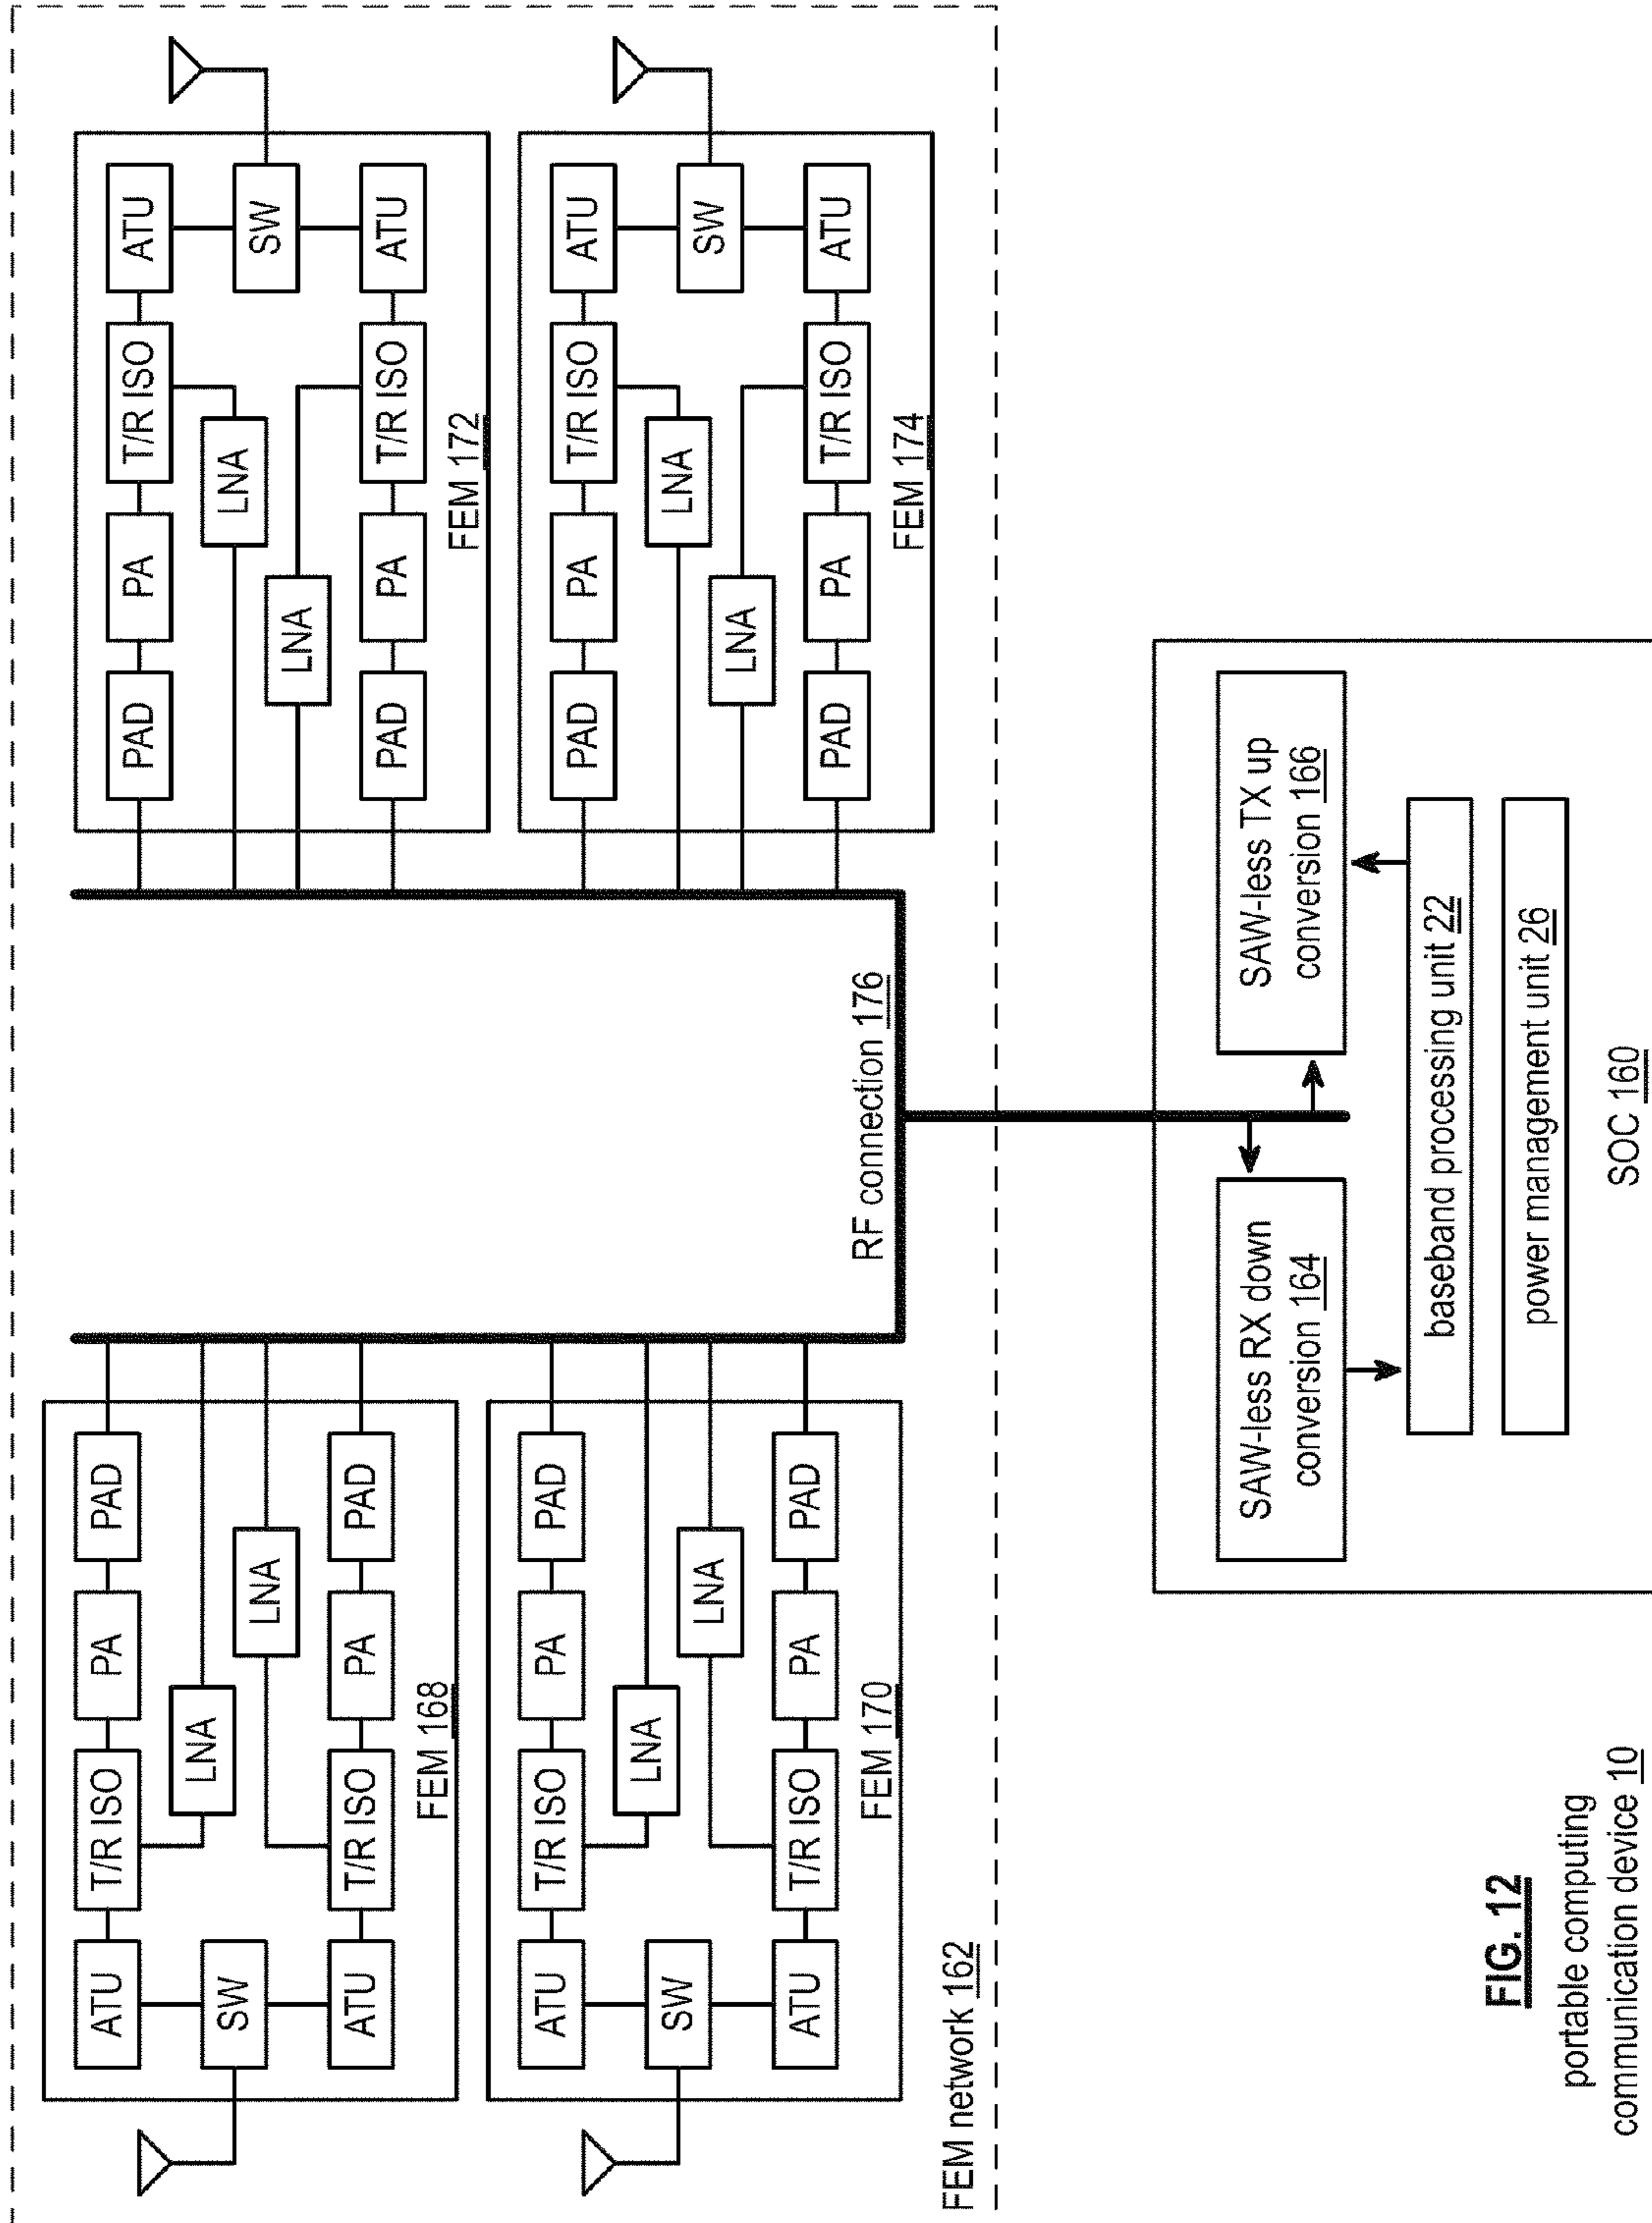 ATU T/R ISO PA PAD
LNA
SW LNA
ATU T/R ISO PA PAD
FEM 168
PAD PA T/R ISO ATU
LNA
LNA SW
PAD PA T/R ISO ATU
FEM 172
ATU T/R ISO PA PAD
LNA
SW LNA
ATU T/R ISO PA PAD
FEM 170
PAD PA T/R ISO ATU
LNA
LNA SW
PAD PA T/R ISO ATU
FEM 174
RF connection 176
FEM network 162
SAW-less RX down
conversion 164
SAW-less TX up
conversion 166
baseband processing unit 22
power management unit 26
SOC 160
FIG. 12
portable computing
communication device 10